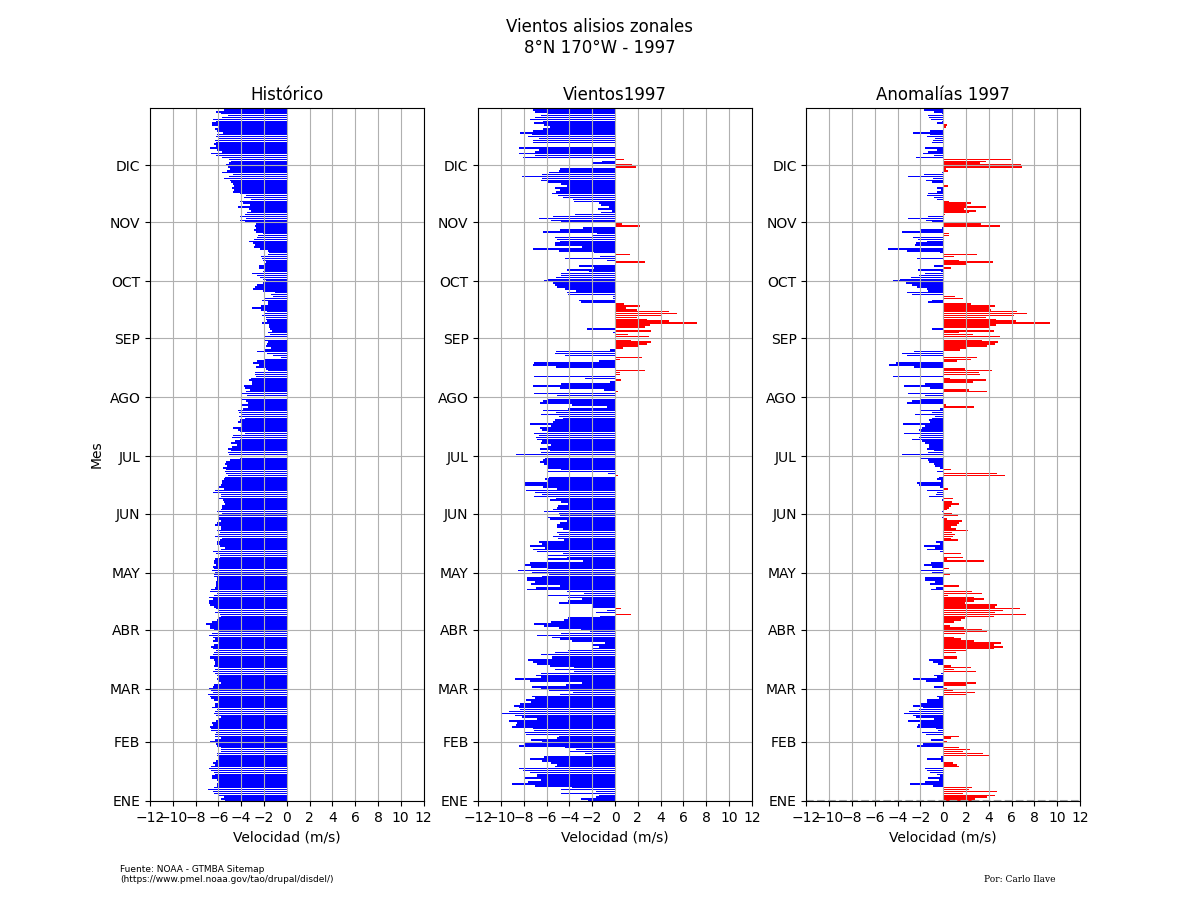 Vientos alisios zonales
8°N 170°W - 1997
Histórico
Vientos1997
Anomalías 1997
Mes
DIC
NOV
OCT
SEP
AGO
JUL
JUN
MAY
ABR
MAR
FEB
ENE
DIC
NOV
OCT
SEP
AGO
JUL
JUN
MAY
ABR
MAR
FEB
ENE
DIC
NOV
OCT
SEP
AGO
JUL
JUN
MAY
ABR
MAR
FEB
ENE
−12 −10 −8 −6 −4 −2 0 2 4 6 8 10 12
−12 −10 −8 −6 −4 −2 0 2 4 6 8 10 12
−12 −10 −8 −6 −4 −2 0 2 4 6 8 10 12
Velocidad (m/s)
Velocidad (m/s)
Velocidad (m/s)
Fuente: NOAA - GTMBA Sitemap
(https://www.pmel.noaa.gov/tao/drupal/disdel/)
Por: Carlo Ilave